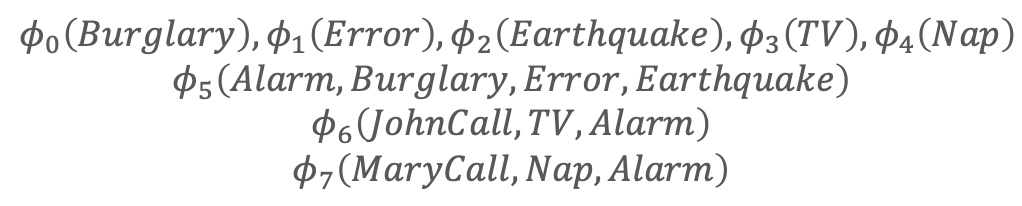 ϕ₀(Burglary), ϕ₁(Error), ϕ₂(Earthquake), ϕ₃(TV), ϕ₄(Nap)
ϕ₅(Alarm, Burglary, Error, Earthquake)
ϕ₆(JohnCall, TV, Alarm)
ϕ₇(MaryCall, Nap, Alarm)